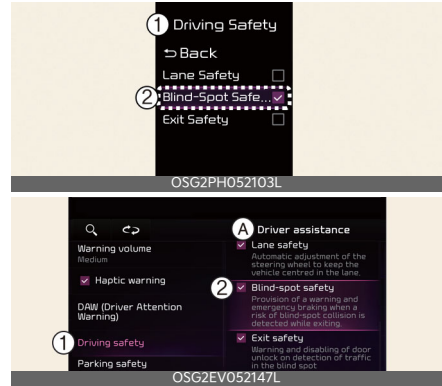 1 Driving Safety
Back
Lane Safety
2 Blind-Spot Safe...
Exit Safety
OSG2PH052103L
A Driver assistance
Warning volume
Medium
Lane safety
Automatic adjustment of the
steering wheel to keep the
vehicle centred in the lane.
Haptic warning
2 Blind-spot safety
Provision of a warning and
emergency braking when a
risk of blind-spot collision is
detected while exiting.
DAW (Driver Attention
Warning)
1 Driving safety
Exit safety
Warning and disabling of door
unlock on detection of traffic
in the blind spot
Parking safety
OSG2EV052147L